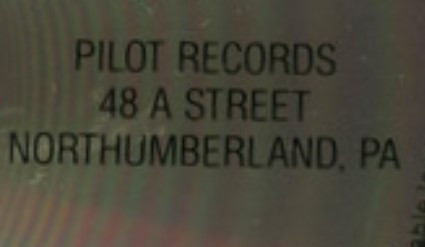 PILOT RECORDS
48 A STREET
NORTHUMBERLAND, PA